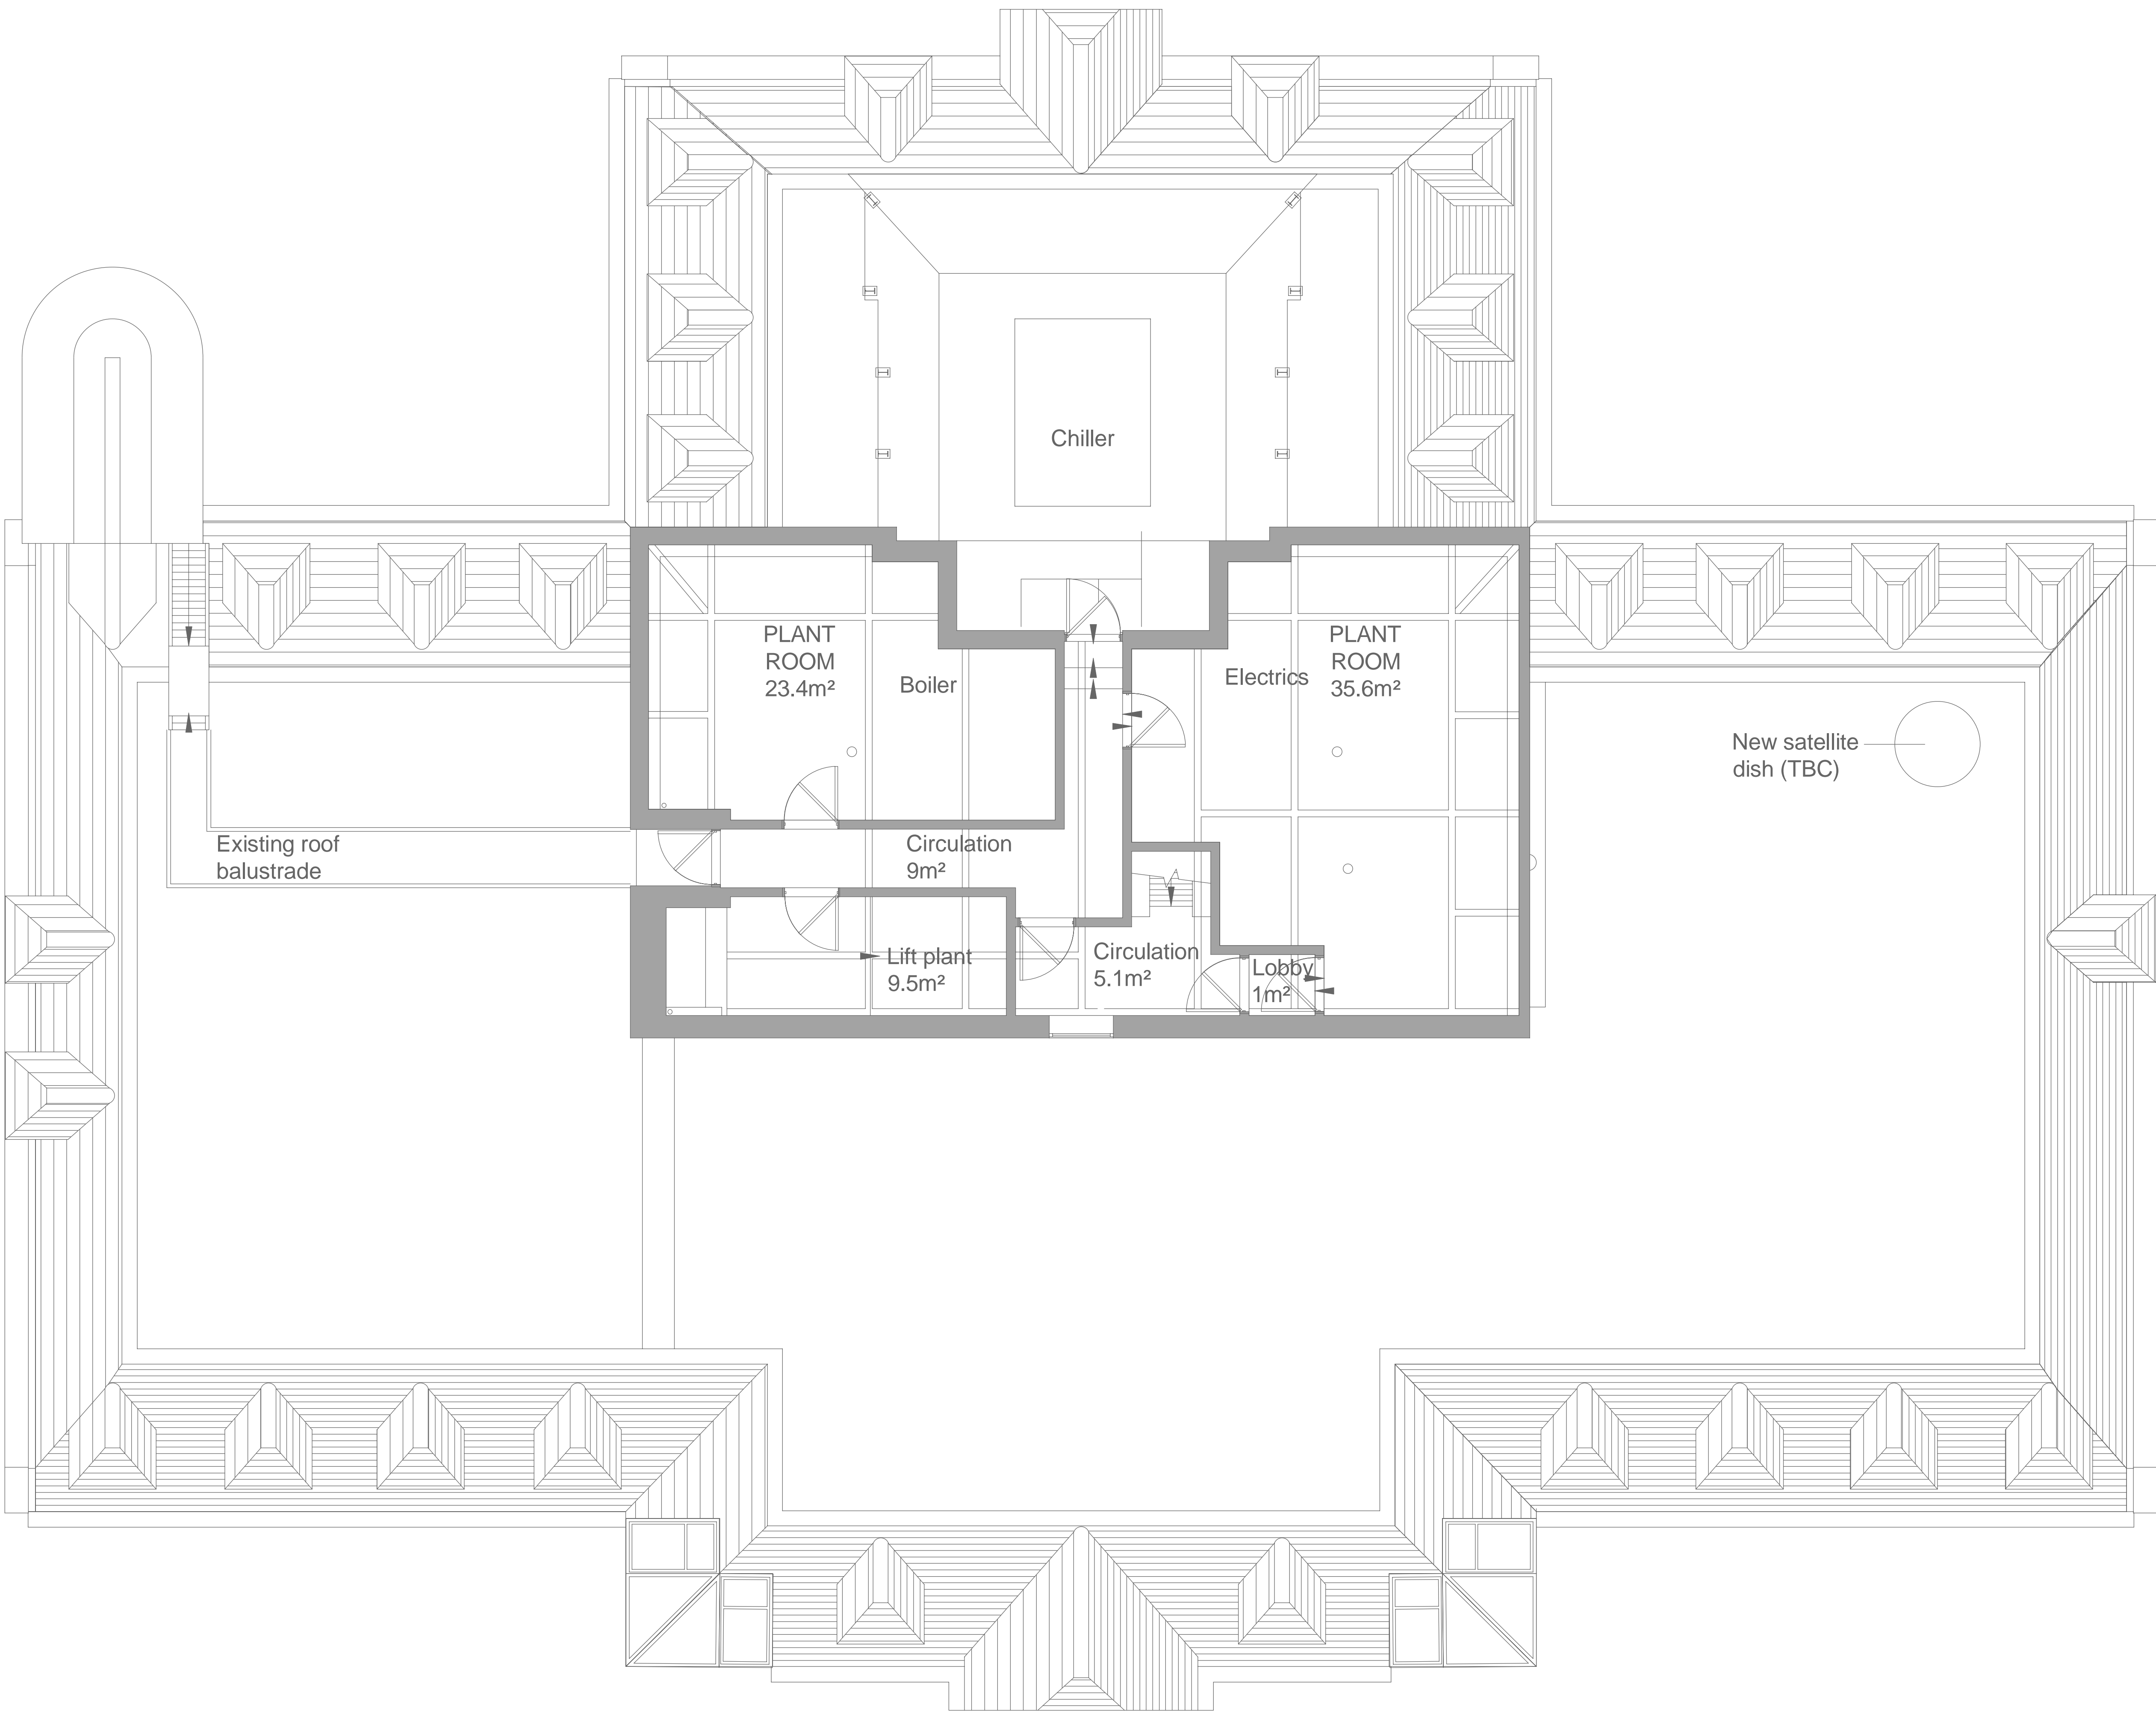 Chiller
PLANT
ROOM
23.4m²
Boiler
Electrics
PLANT
ROOM
35.6m²
New satellite
dish (TBC)
Existing roof
balustrade
Circulation
9m²
Lift plant
9.5m²
Circulation
5.1m²
Lobby
1m²